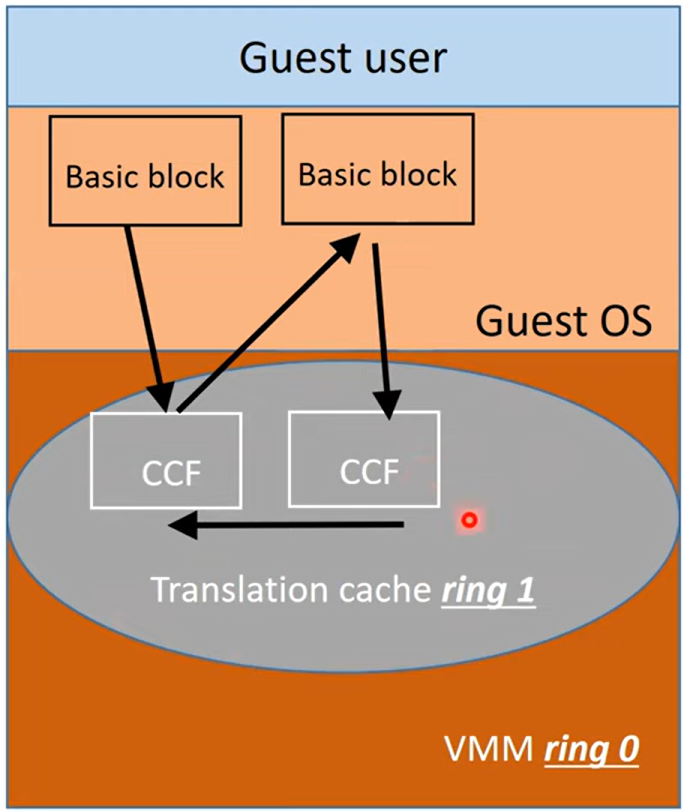 Guest user
Basic block
Basic block
Guest OS
CCF
CCF
Translation cache ring 1
VMM ring 0